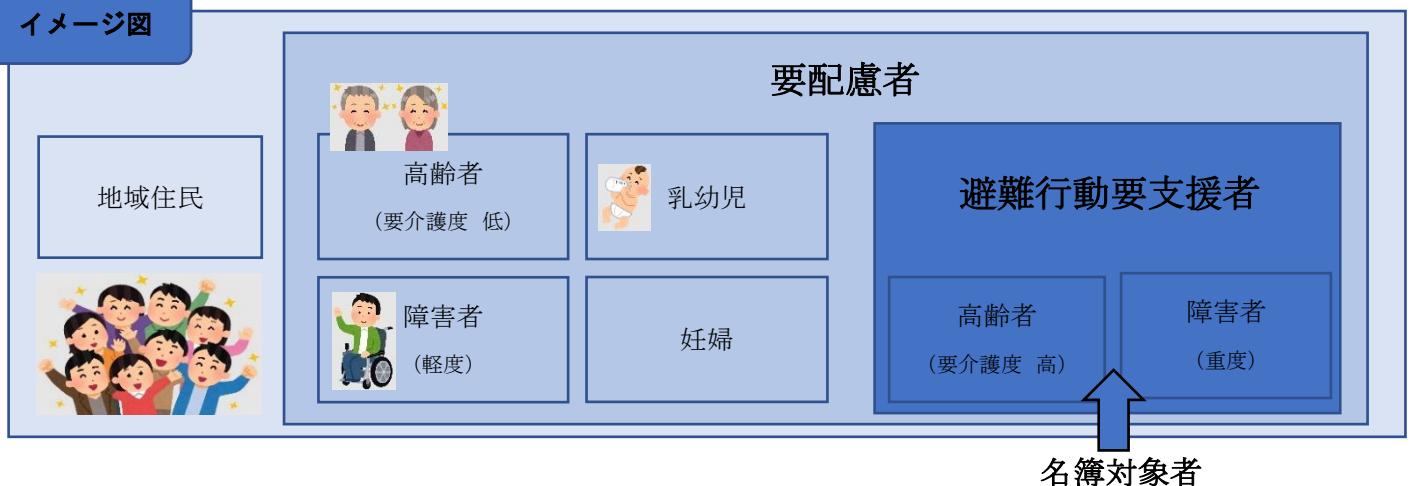 イメージ図
要配慮者
地域住民
高齢者
（要介護度 低）
乳幼児
障害者
（軽度）
妊婦
避難行動要支援者
高齢者
（要介護度 高）
障害者
（重度）
名簿対象者